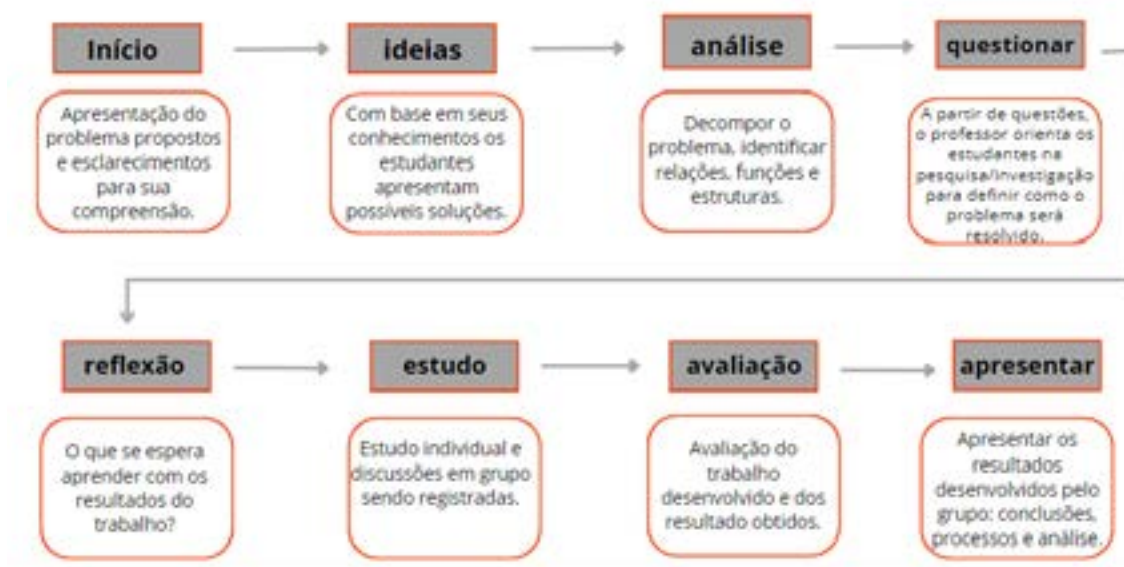 Início
Apresentação do
problema propostos
e esclarecimentos
para sua
compreensão.
ideias
Com base em seus
conhecimentos os
estudantes
apresentam
possíveis soluções.
análise
Decompor o
problema, identificar
relações, funções e
estruturas.
questionar
A partir de questões,
o professor orienta os
estudantes na
pesquisa/investigação
para definir como o
problema será
resolvido.
reflexão
O que se espera
aprender com os
resultados do
trabalho?
estudo
Estudo individual e
discussões em grupo
sendo registradas.
avaliação
Avaliação do
trabalho
desenvolvido e dos
resultado obtidos.
apresentar
Apresentar os
resultados
desenvolvidos pelo
grupo: conclusões,
processos e análise.